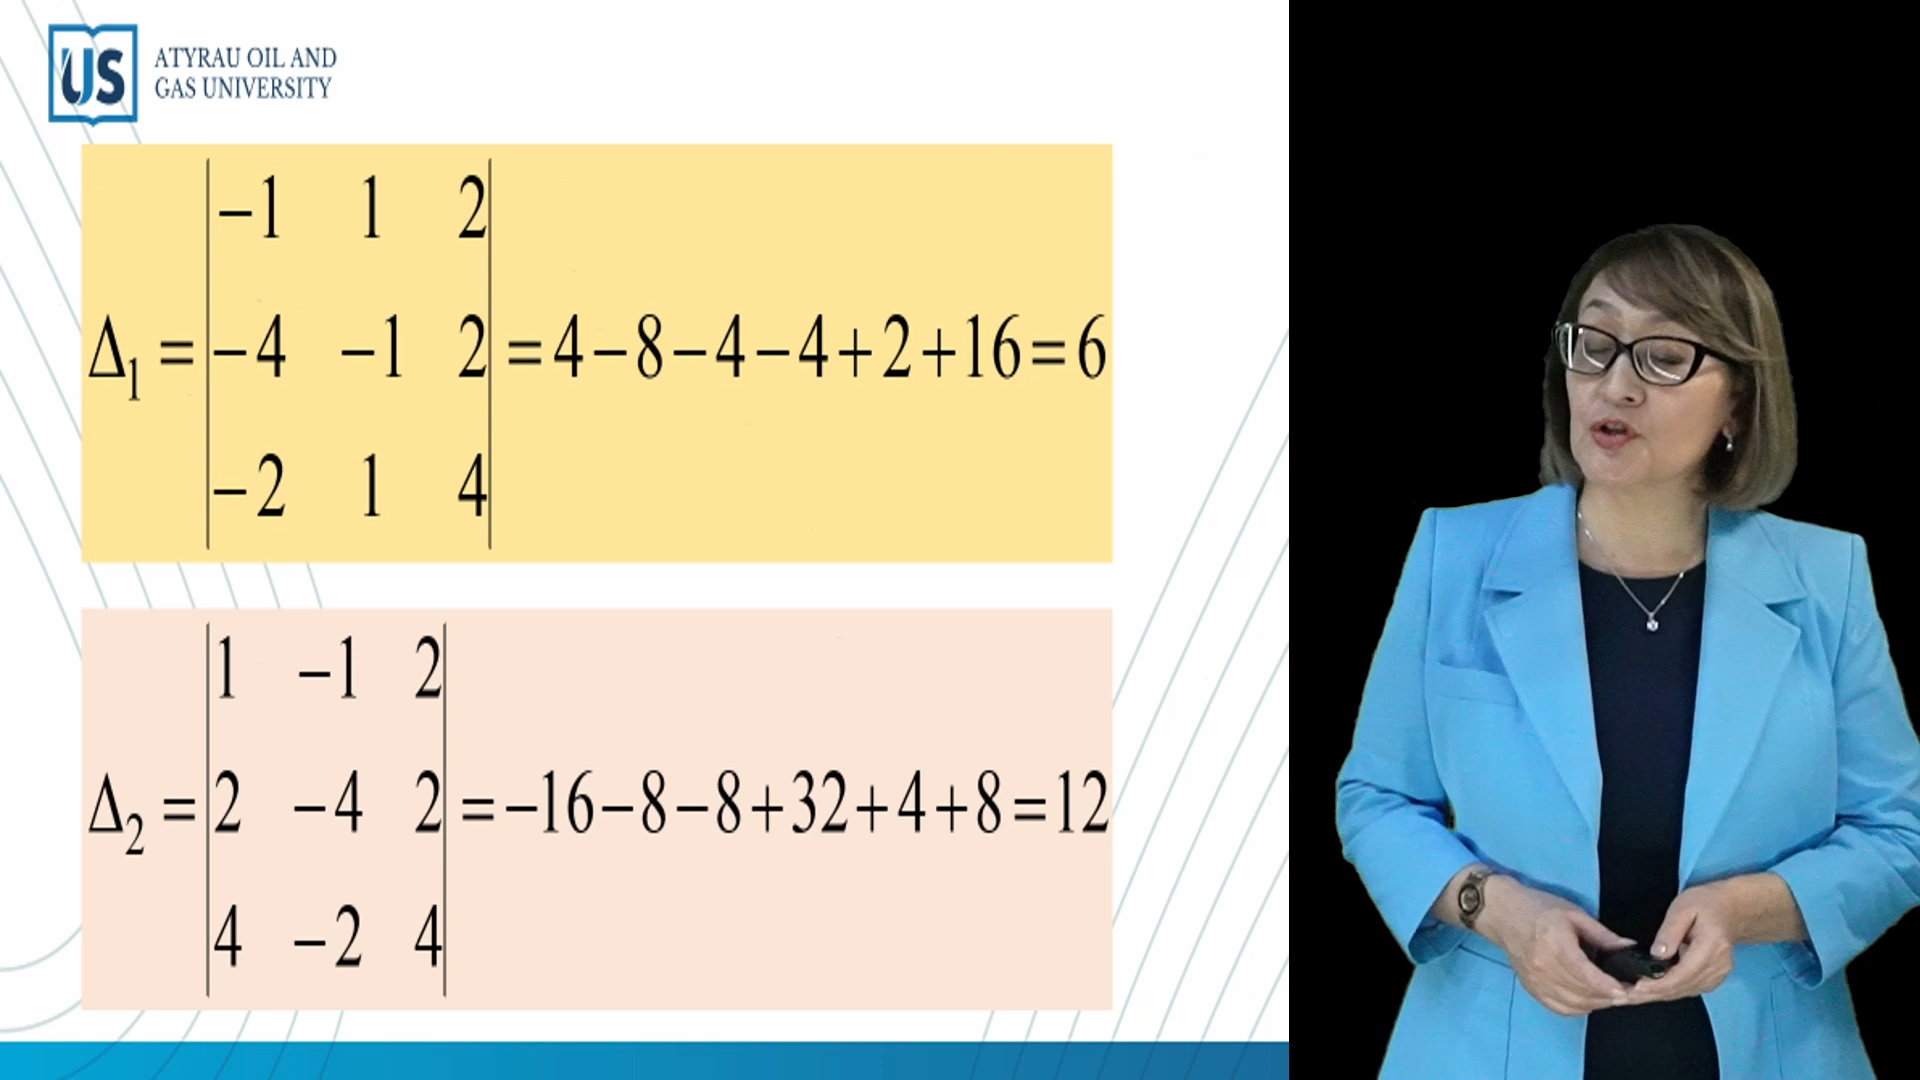 US
ATYRAU OIL AND
GAS UNIVERSITY
−1 1 2
Δ₁ = −4 −1 2 = 4−8−4−4+2+16=6
−2 1 4
1 −1 2
Δ₂ = 2 −4 2 = −16−8−8+32+4+8=12
4 −2 4